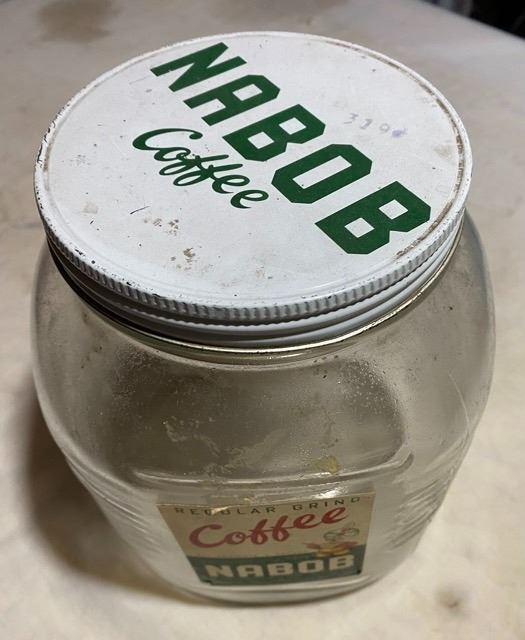 NABOB
Coffee
319
REGULAR GRIND
Coffee
NABOB